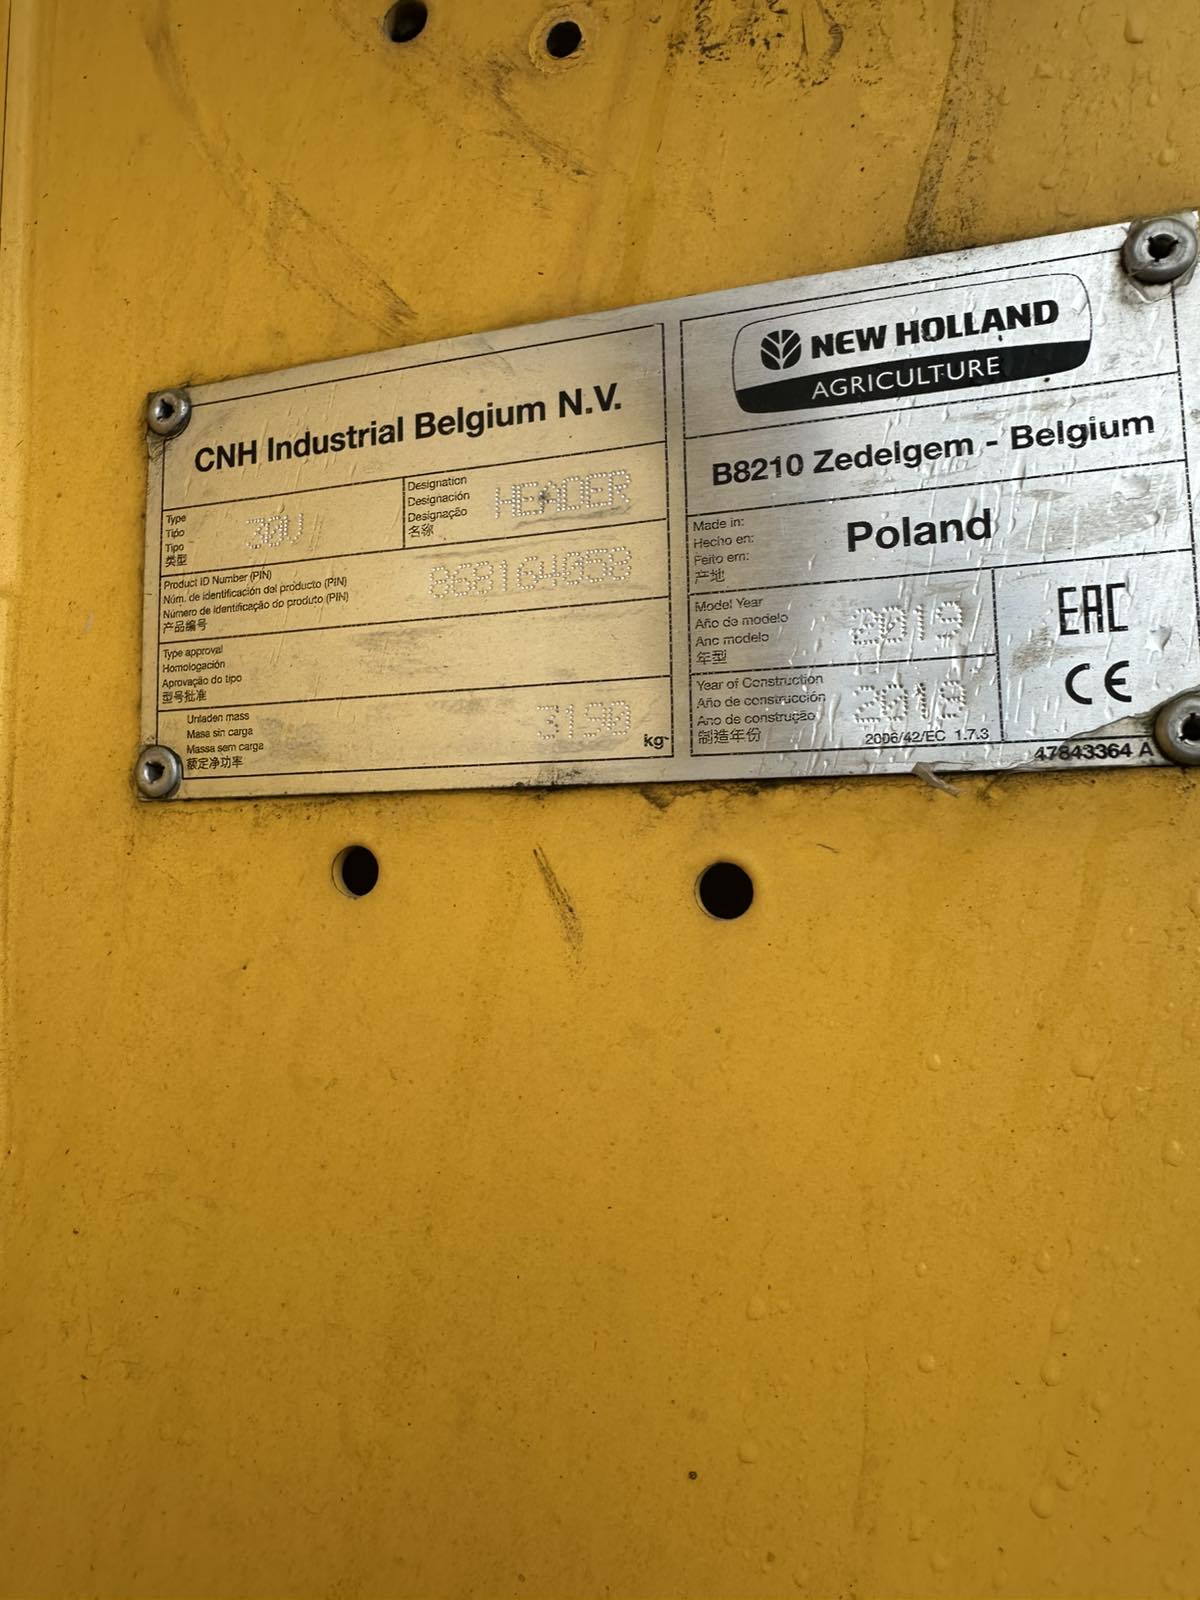 CNH Industrial Belgium N.V.
Type
Tipo
Tipo
类型
30V
Designation
Designación
Designação
名称
HEADER
Product ID Number (PIN)
Núm. de identificación del producto (PIN)
Número de identificação do produto (PIN)
产品编号
868164058
Type approval
Homologación
Aprovação do tipo
型号批准
Unladen mass
Masa sin carga
Massa sem carga
额定净功率
3190
kg
NEW HOLLAND
AGRICULTURE
B8210 Zedelgem - Belgium
Made in:
Hecho en:
Feito em:
产地
Poland
Model Year
Año de modelo
Ano modelo
年型
2019
Year of Construction
Año de construcción
Ano de construção
制造年份
2019
2006/42/EC 1.7.3
EAC
CE
47843364 A